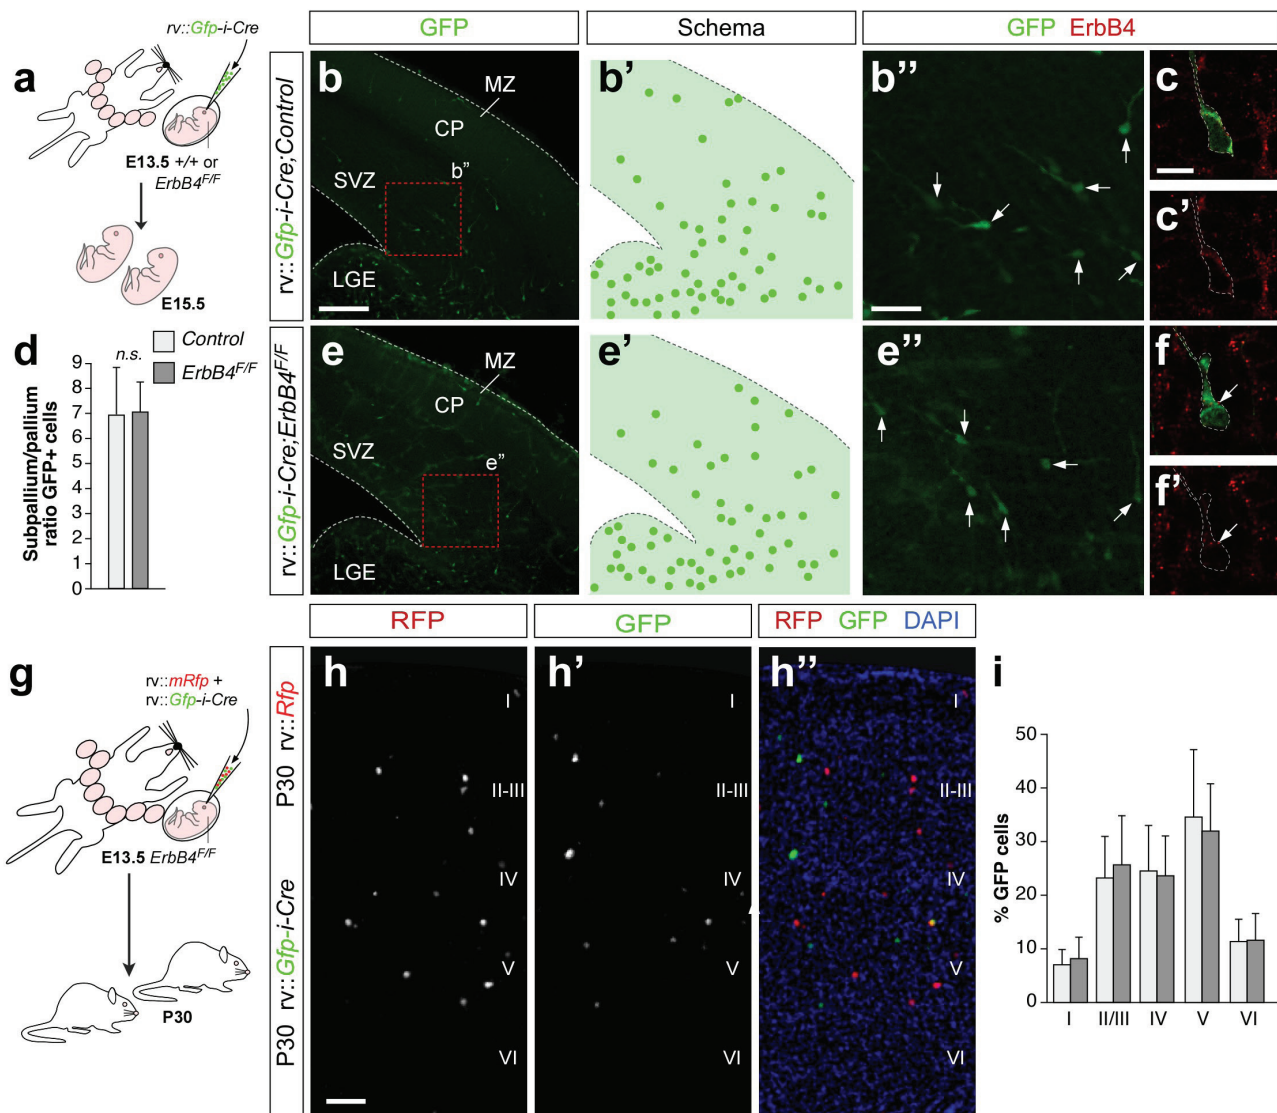 rv::Gfp-i-Cre
a
E13.5 +/+ or
ErbB4F/F
E15.5
GFP
Schema
GFP ErbB4
rv::Gfp-i-Cre;Control
b
MZ
CP
SVZ
b”
LGE
b’
b’’
c
c’
d
n.s.
Control
ErbB4F/F
Subpallium/pallium
ratio GFP+ cells
9
8
7
6
5
4
3
2
1
0
rv::Gfp-i-Cre;ErbB4F/F
e
MZ
CP
SVZ
e”
LGE
e’
e’’
f
f’
g
rv::mRfp +
rv::Gfp-i-Cre
E13.5 ErbB4F/F
P30
RFP
GFP
RFP GFP DAPI
P30 rv::Gfp-i-Cre P30 rv::Rfp
h
I
II-III
IV
V
VI
h’
I
II-III
IV
V
VI
h’’
I
II-III
IV
V
VI
i
% GFP cells
50
40
30
20
10
0
I II/III IV V VI